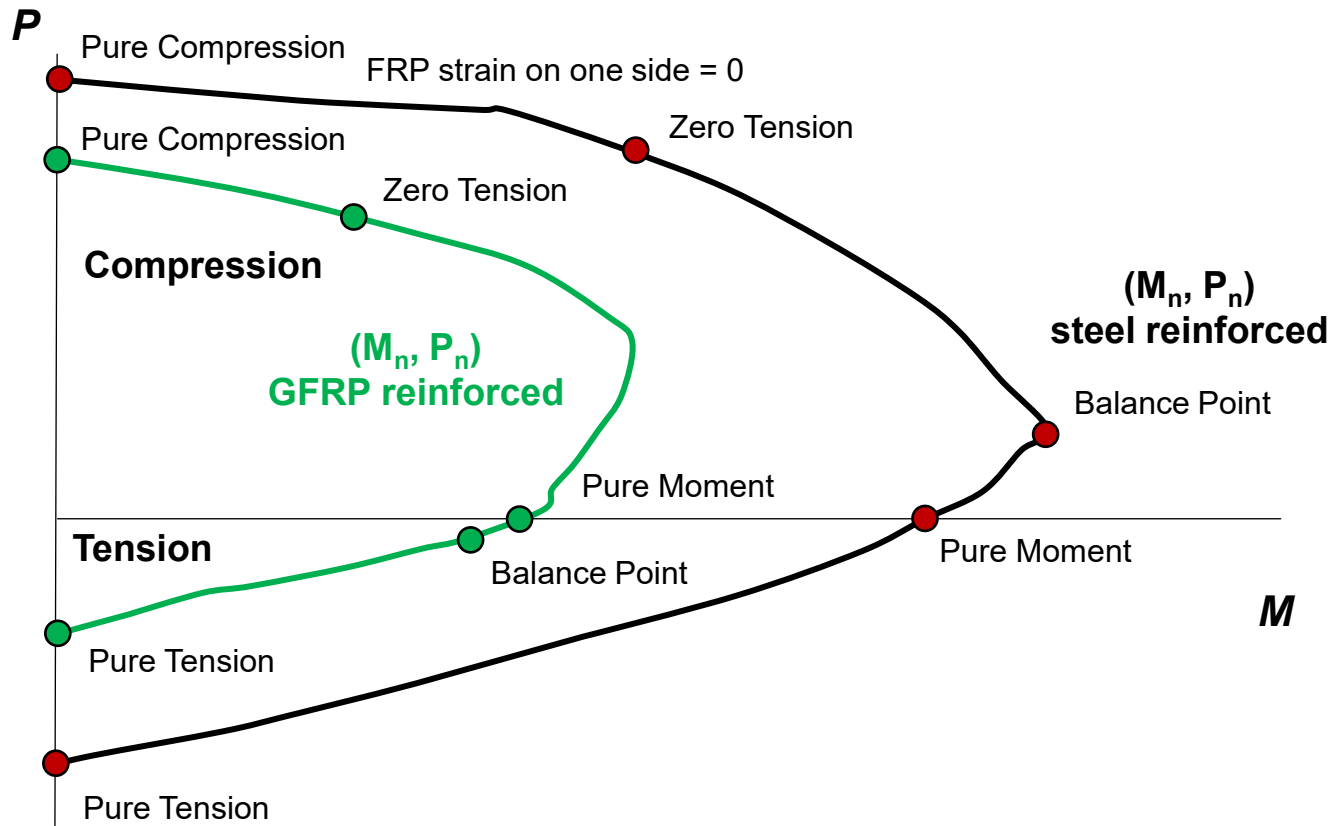 P
Pure Compression
FRP strain on one side = 0
Zero Tension
Pure Compression
Zero Tension
Compression
(Mn, Pn)
steel reinforced
(Mn, Pn)
GFRP reinforced
Balance Point
Pure Moment
Tension
Pure Moment
Balance Point
M
Pure Tension
Pure Tension